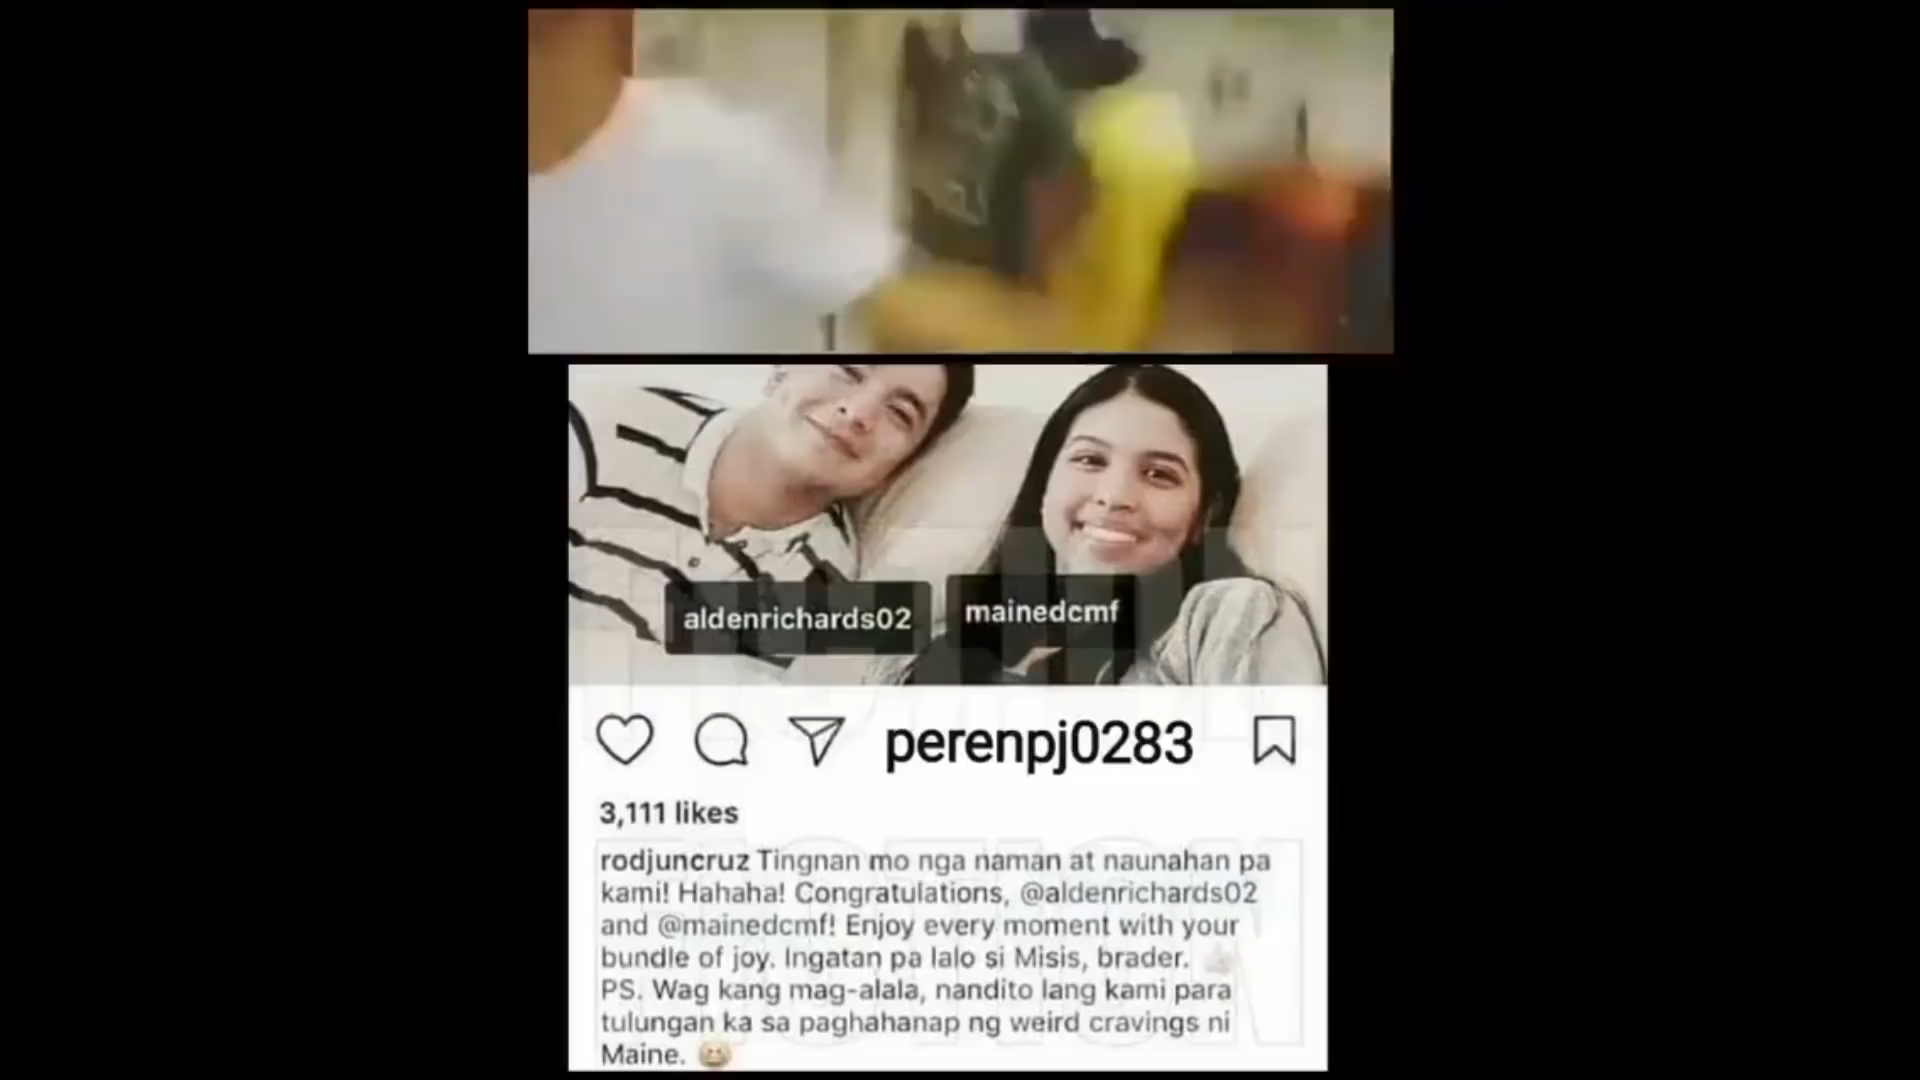 aldenrichards02
mainedcmf
perenpj0283
3,111 likes
rodjuncruz Tingnan mo nga naman at naunahan pa
kami! Hahaha! Congratulations, @aldenrichards02
and @mainedcmf! Enjoy every moment with your
bundle of joy. Ingatan pa lalo si Misis, brader.
PS. Wag kang mag-alala, nandito lang kami para
tulungan ka sa paghahanap ng weird cravings ni
Maine. 😄
FICTION